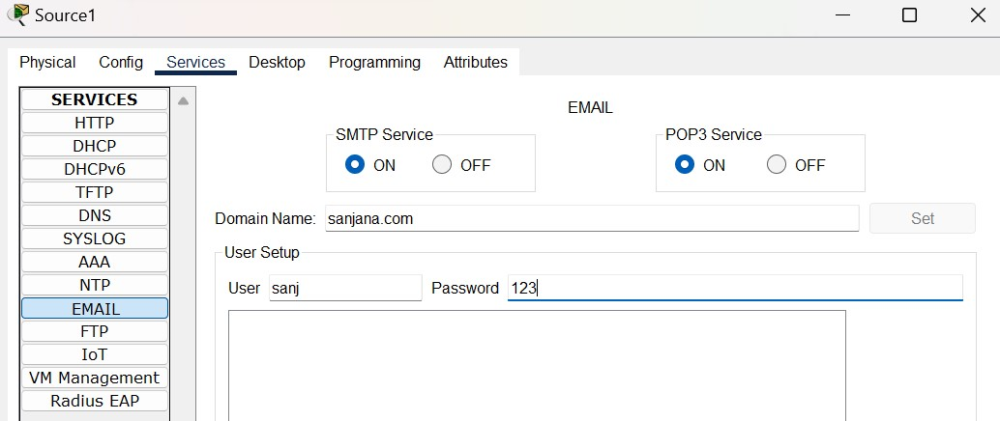 Source1
Physical Config Services Desktop Programming Attributes
SERVICES
HTTP
DHCP
DHCPv6
TFTP
DNS
SYSLOG
AAA
NTP
EMAIL
FTP
IoT
VM Management
Radius EAP
EMAIL
SMTP Service
ON OFF
POP3 Service
ON OFF
Domain Name: sanjana.com Set
User Setup
User sanj Password 123